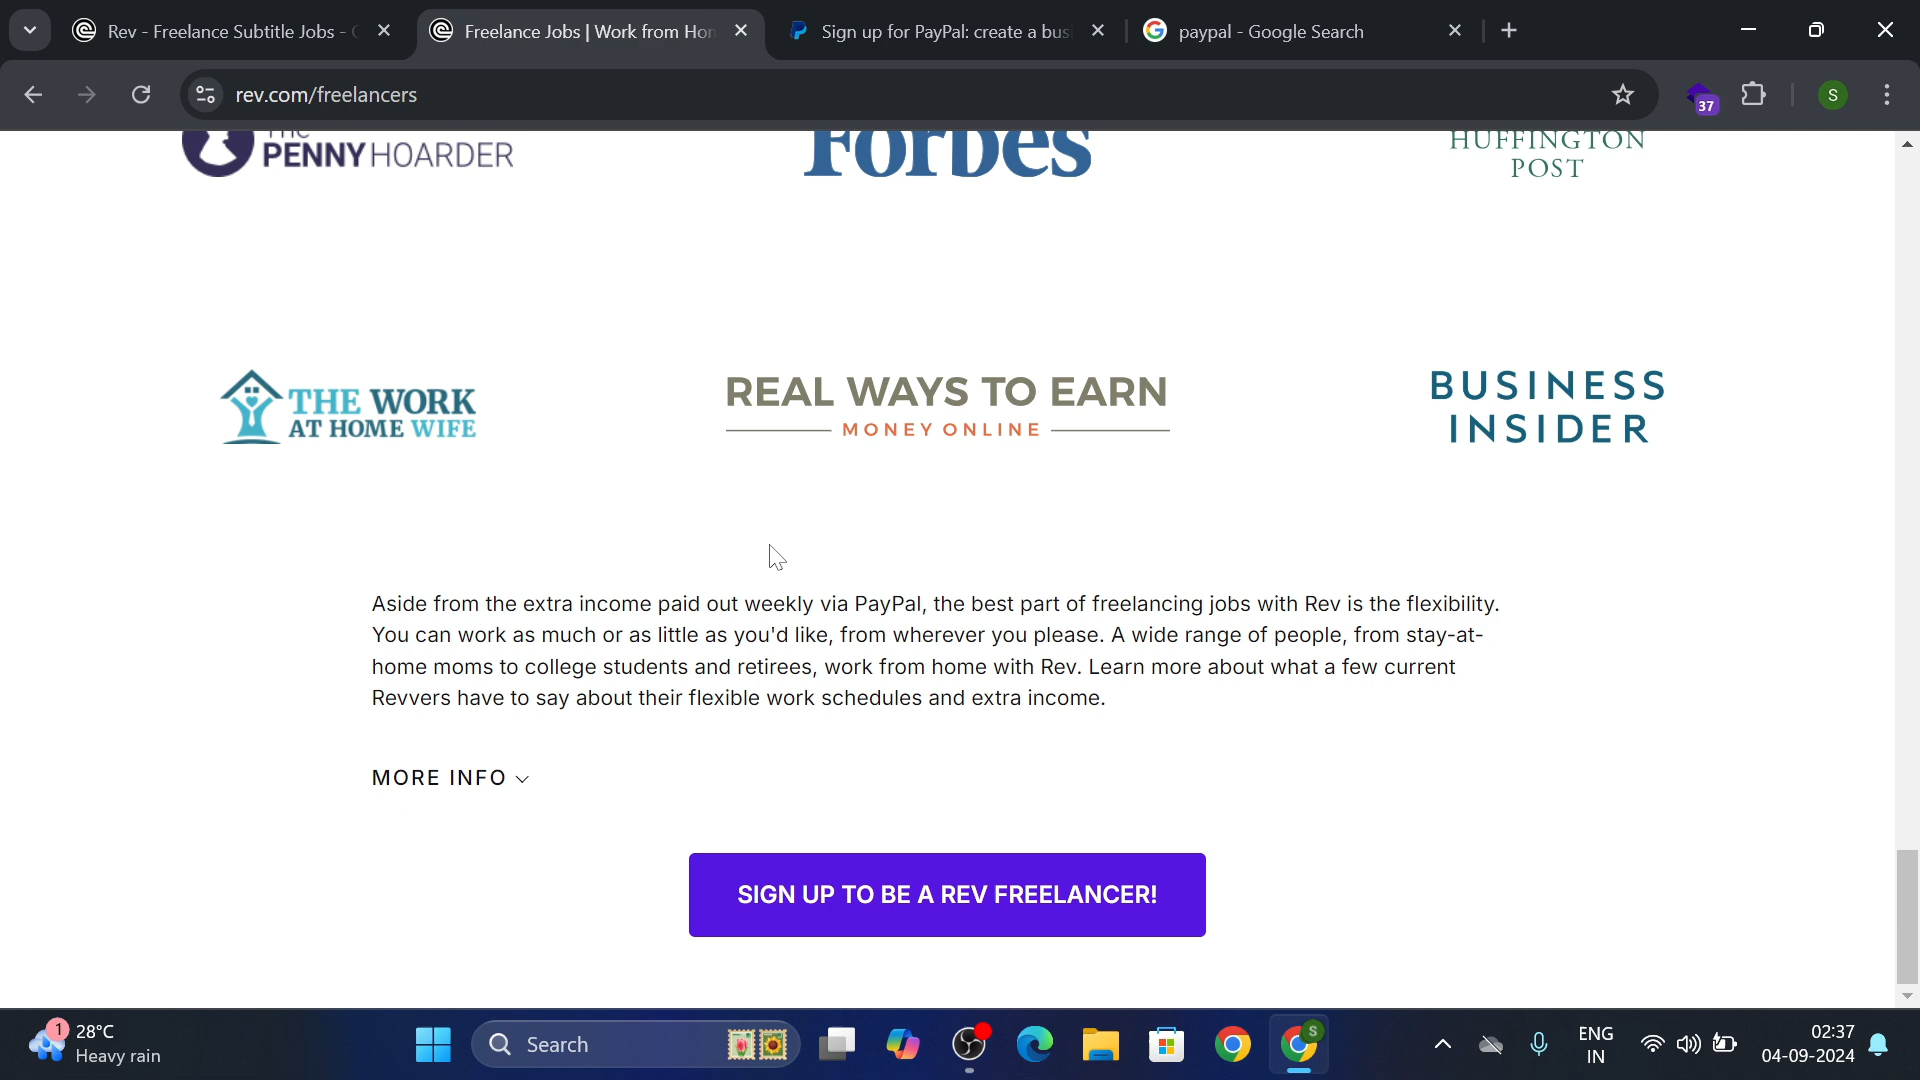 Rev - Freelance Subtitle Jobs -
Freelance Jobs | Work from Hon
Sign up for PayPal: create a bus
paypal - Google Search
rev.com/freelancers
37
S
THE
PENNY HOARDER
Forbes
HUFFINGTON
POST
THE WORK
AT HOME WIFE
REAL WAYS TO EARN
MONEY ONLINE
BUSINESS
INSIDER
Aside from the extra income paid out weekly via PayPal, the best part of freelancing jobs with Rev is the flexibility.
You can work as much or as little as you'd like, from wherever you please. A wide range of people, from stay-at-
home moms to college students and retirees, work from home with Rev. Learn more about what a few current
Revvers have to say about their flexible work schedules and extra income.
MORE INFO
SIGN UP TO BE A REV FREELANCER!
1
28°C
Heavy rain
Search
S
ENG
IN
02:37
04-09-2024